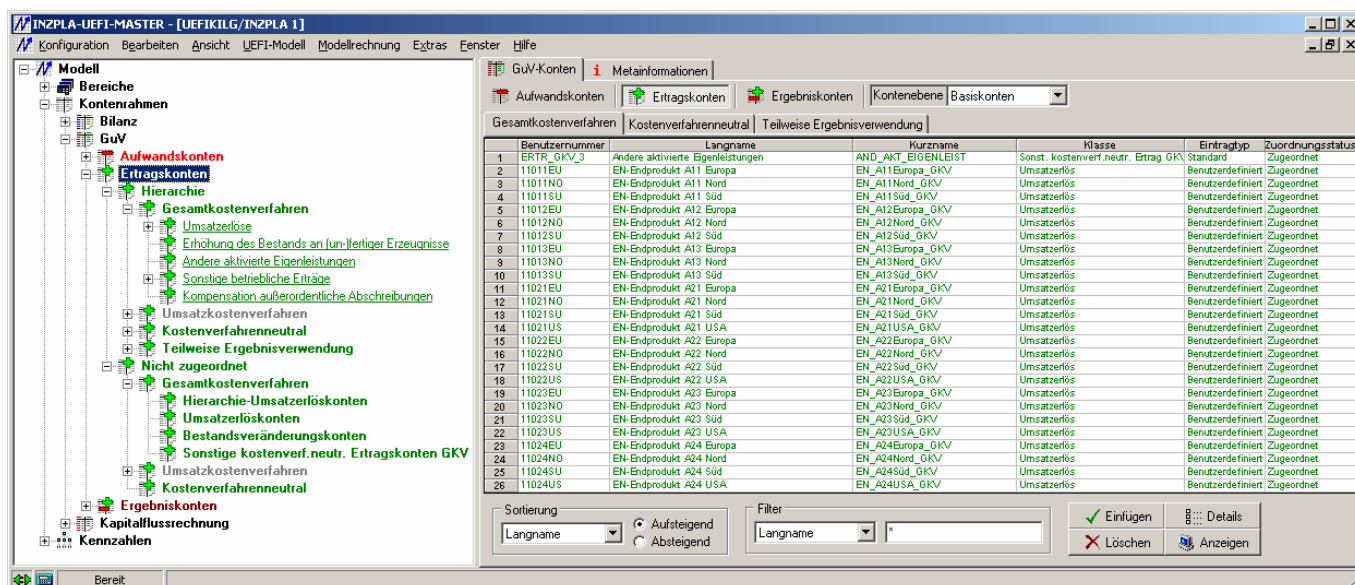 INZPLA-UEFI-MASTER - [UEFIKILG/INZPLA 1]
Konfiguration Bearbeiten Ansicht UEFI-Modell Modellrechnung Extras Fenster Hilfe
Modell
Bereiche
Kontenrahmen
Bilanz
GuV
Aufwandskonten
Ertragskonten
Hierarchie
Gesamtkostenverfahren
Umsatzerlöse
Erhöhung des Bestands an (un-)fertiger Erzeugnisse
Andere aktivierte Eigenleistungen
Sonstige betriebliche Erträge
Kompensation außerordentliche Abschreibungen
Umsatzkostenverfahren
Kostenverfahrenneutral
Teilweise Ergebnisverwendung
Nicht zugeordnet
Gesamtkostenverfahren
Hierarchie-Umsatzerlöskonten
Umsatzerlöskonten
Bestandsveränderungskonten
Sonstige kostenverf.neutr. Ertragskonten GKV
Umsatzkostenverfahren
Kostenverfahrenneutral
Ergebniskonten
Kapitalflussrechnung
Kennzahlen
GuV-Konten Metainformationen
Aufwandskonten Ertragskonten Ergebniskonten Kontenebene Basiskonten
Gesamtkostenverfahren Kostenverfahrenneutral Teilweise Ergebnisverwendung
Benutzernummer Langname Kurzname Klasse Eintragtyp Zuordnungsstatus
1 ERTR_GKV_3 Andere aktivierte Eigenleistungen AND_AKT_EIGENLEIST Sonst. kostenverf.neutr. Ertrag GKV Standard Zugeordnet
2 11011EU EN-Endprodukt A11 Europa EN_A11Europa_GKV Umsatzerlös Benutzerdefiniert Zugeordnet
3 11011NO EN-Endprodukt A11 Nord EN_A11Nord_GKV Umsatzerlös Benutzerdefiniert Zugeordnet
4 11011SU EN-Endprodukt A11 Süd EN_A11Süd_GKV Umsatzerlös Benutzerdefiniert Zugeordnet
5 11012EU EN-Endprodukt A12 Europa EN_A12Europa_GKV Umsatzerlös Benutzerdefiniert Zugeordnet
6 11012NO EN-Endprodukt A12 Nord EN_A12Nord_GKV Umsatzerlös Benutzerdefiniert Zugeordnet
7 11012SU EN-Endprodukt A12 Süd EN_A12Süd_GKV Umsatzerlös Benutzerdefiniert Zugeordnet
8 11013EU EN-Endprodukt A13 Europa EN_A13Europa_GKV Umsatzerlös Benutzerdefiniert Zugeordnet
9 11013NO EN-Endprodukt A13 Nord EN_A13Nord_GKV Umsatzerlös Benutzerdefiniert Zugeordnet
10 11013SU EN-Endprodukt A13 Süd EN_A13Süd_GKV Umsatzerlös Benutzerdefiniert Zugeordnet
11 11021EU EN-Endprodukt A21 Europa EN_A21Europa_GKV Umsatzerlös Benutzerdefiniert Zugeordnet
12 11021NO EN-Endprodukt A21 Nord EN_A21Nord_GKV Umsatzerlös Benutzerdefiniert Zugeordnet
13 11021SU EN-Endprodukt A21 Süd EN_A21Süd_GKV Umsatzerlös Benutzerdefiniert Zugeordnet
14 11021US EN-Endprodukt A21 USA EN_A21USA_GKV Umsatzerlös Benutzerdefiniert Zugeordnet
15 11022EU EN-Endprodukt A22 Europa EN_A22Europa_GKV Umsatzerlös Benutzerdefiniert Zugeordnet
16 11022NO EN-Endprodukt A22 Nord EN_A22Nord_GKV Umsatzerlös Benutzerdefiniert Zugeordnet
17 11022SU EN-Endprodukt A22 Süd EN_A22Süd_GKV Umsatzerlös Benutzerdefiniert Zugeordnet
18 11022US EN-Endprodukt A22 USA EN_A22USA_GKV Umsatzerlös Benutzerdefiniert Zugeordnet
19 11023EU EN-Endprodukt A23 Europa EN_A23Europa_GKV Umsatzerlös Benutzerdefiniert Zugeordnet
20 11023NO EN-Endprodukt A23 Nord EN_A23Nord_GKV Umsatzerlös Benutzerdefiniert Zugeordnet
21 11023SU EN-Endprodukt A23 Süd EN_A23Süd_GKV Umsatzerlös Benutzerdefiniert Zugeordnet
22 11023US EN-Endprodukt A23 USA EN_A23USA_GKV Umsatzerlös Benutzerdefiniert Zugeordnet
23 11024EU EN-Endprodukt A24 Europa EN_A24Europa_GKV Umsatzerlös Benutzerdefiniert Zugeordnet
24 11024NO EN-Endprodukt A24 Nord EN_A24Nord_GKV Umsatzerlös Benutzerdefiniert Zugeordnet
25 11024SU EN-Endprodukt A24 Süd EN_A24Süd_GKV Umsatzerlös Benutzerdefiniert Zugeordnet
26 11024US EN-Endprodukt A24 USA EN_A24USA_GKV Umsatzerlös Benutzerdefiniert Zugeordnet
Sortierung
Langname
Aufsteigend
Absteigend
Filter
Langname *
Einfügen Details
Löschen Anzeigen
Bereit